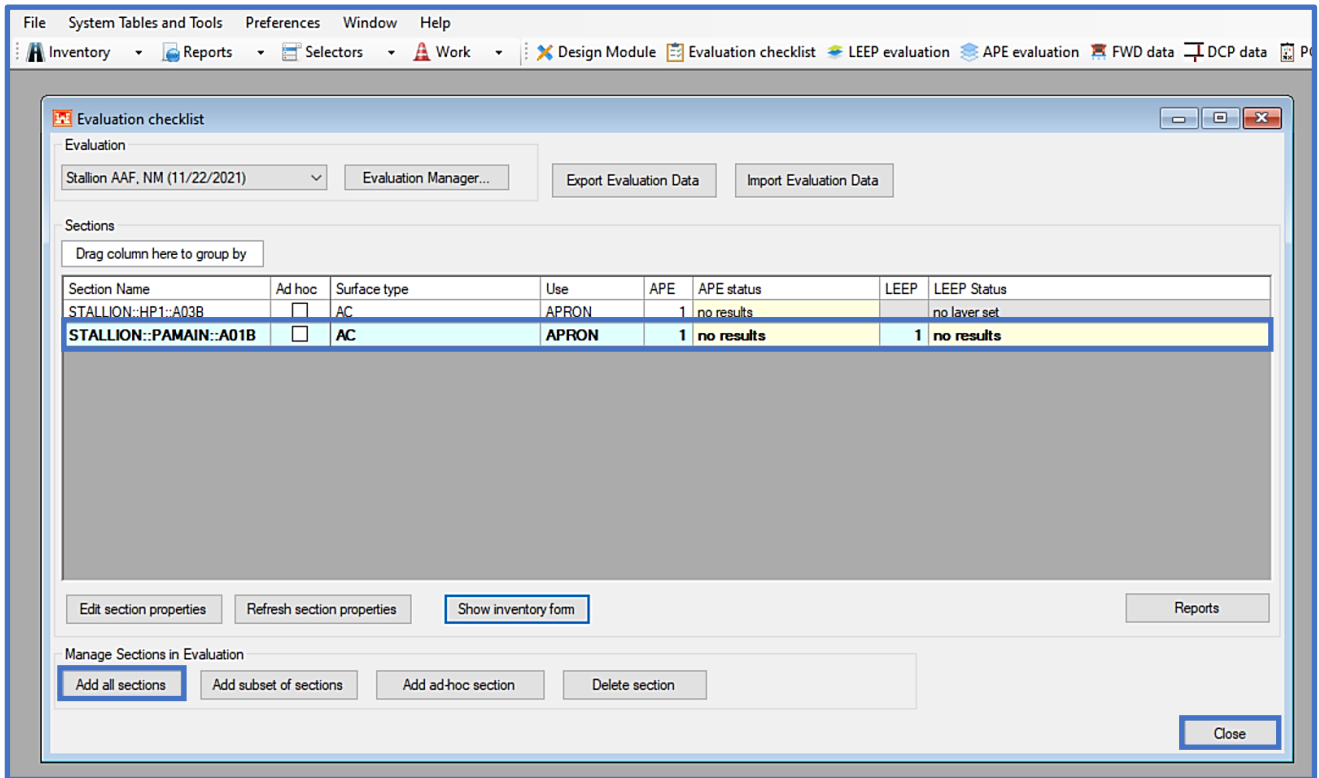 File System Tables and Tools Preferences Window Help
Inventory Reports Selectors Work Design Module Evaluation checklist LEEP evaluation APE evaluation FWD data DCP data
Evaluation checklist
Evaluation
Stallion AAF, NM (11/22/2021) Evaluation Manager... Export Evaluation Data Import Evaluation Data
Sections
Drag column here to group by
Section Name Ad hoc Surface type Use APE APE status LEEP LEEP Status
STALLION::HP1::A03B AC APRON 1 no results no layer set
STALLION::PAMAIN::A01B AC APRON 1 no results 1 no results
Edit section properties Refresh section properties Show inventory form Reports
Manage Sections in Evaluation
Add all sections Add subset of sections Add ad-hoc section Delete section
Close